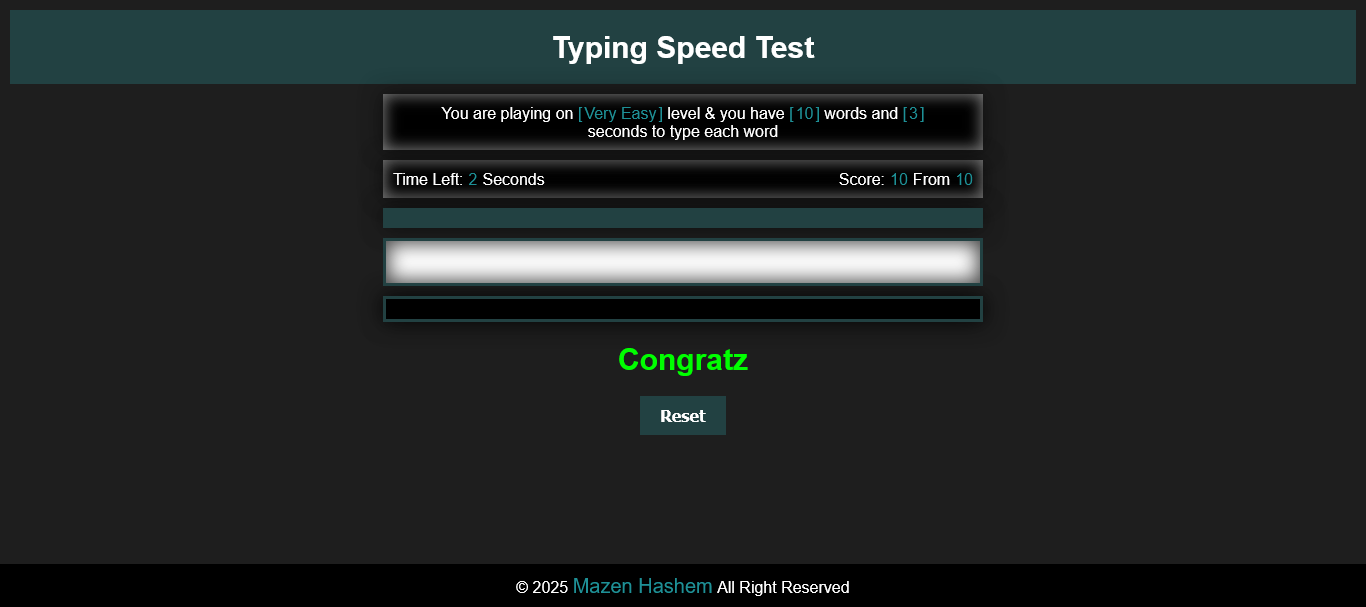 Typing Speed Test
You are playing on [Very Easy] level & you have [10] words and [3]
seconds to type each word
Time Left: 2 Seconds
Score: 10 From 10
Congratz
Reset
© 2025 Mazen Hashem All Right Reserved